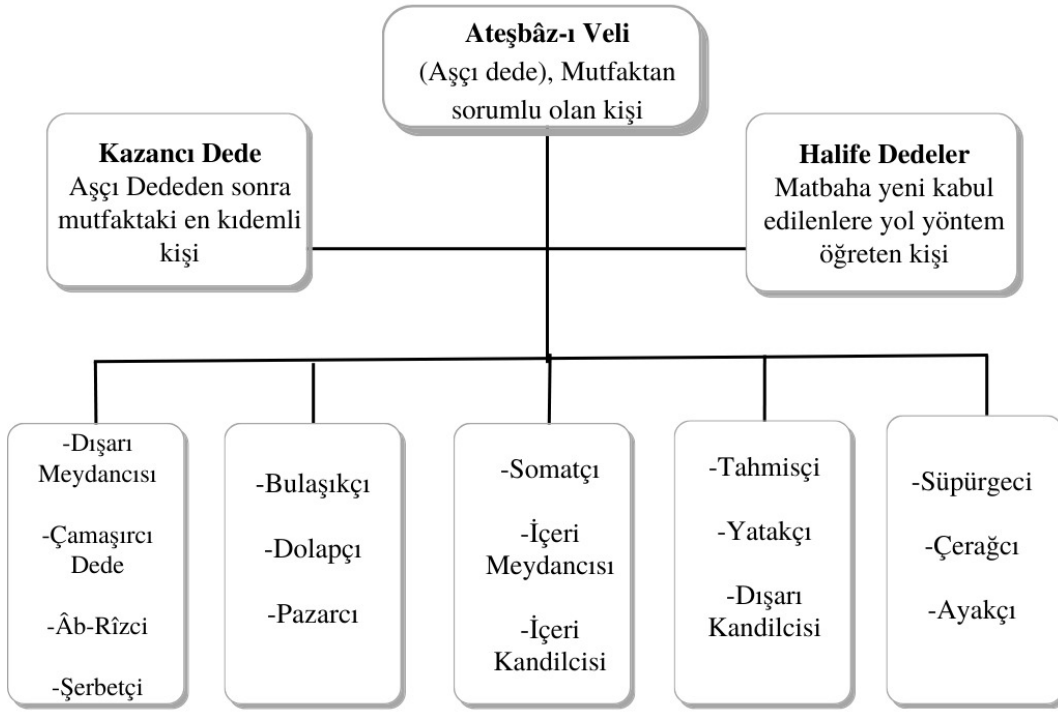 Ateşbâz-ı Veli
(Aşçı dede), Mutfaktan
sorumlu olan kişi
Kazancı Dede
Aşçı Dededen sonra
mutfaktaki en kıdemli
kişi
Halife Dedeler
Matbaha yeni kabul
edilenlere yol yöntem
öğreten kişi
-Dışarı
Meydancısı
-Çamaşırcı
Dede
-Âb-Rîzci
-Şerbetçi
-Bulaşıkçı
-Dolapçı
-Pazarcı
-Somatçı
-İçeri
Meydancısı
-İçeri
Kandilcisi
-Tahmisçi
-Yatakçı
-Dışarı
Kandilcisi
-Süpürgeci
-Çerağcı
-Ayakçı